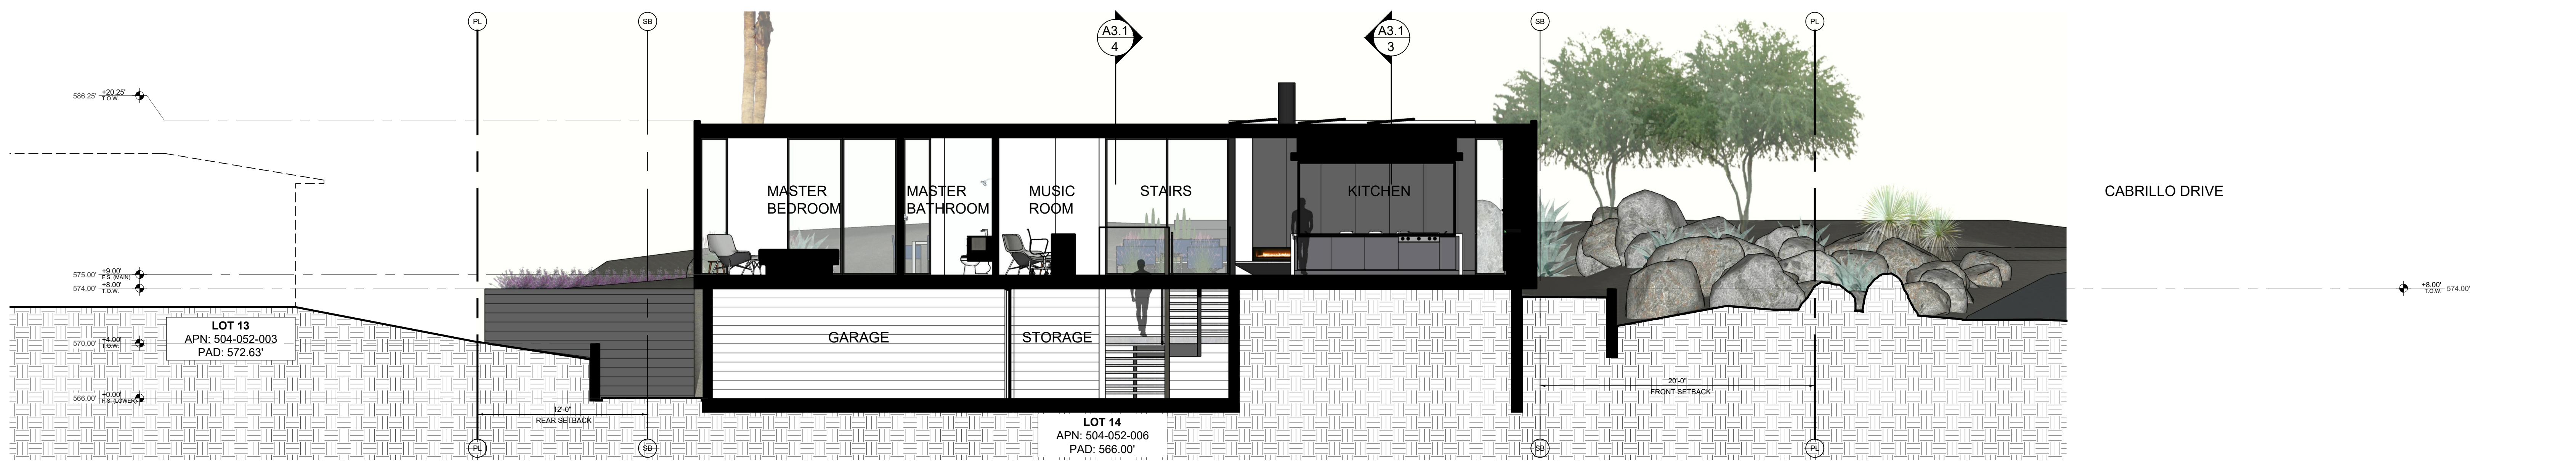 PL
SB
A3.1
4
A3.1
3
SB
PL
586.25' +20.25'
T.O.W.
MASTER
BEDROOM
MASTER
BATHROOM
MUSIC
ROOM
STAIRS
KITCHEN
CABRILLO DRIVE
575.00' +9.00'
F.S. (MAIN)
574.00' +8.00'
T.O.W.
+8.00' 574.00'
T.O.W.
LOT 13
APN: 504-052-003
PAD: 572.63'
570.00' +4.00'
T.O.W.
GARAGE
STORAGE
566.00' +0.00'
F.S. (LOWER)
12'-0"
REAR SETBACK
20'-0"
FRONT SETBACK
LOT 14
APN: 504-052-006
PAD: 566.00'
PL
SB
SB
PL